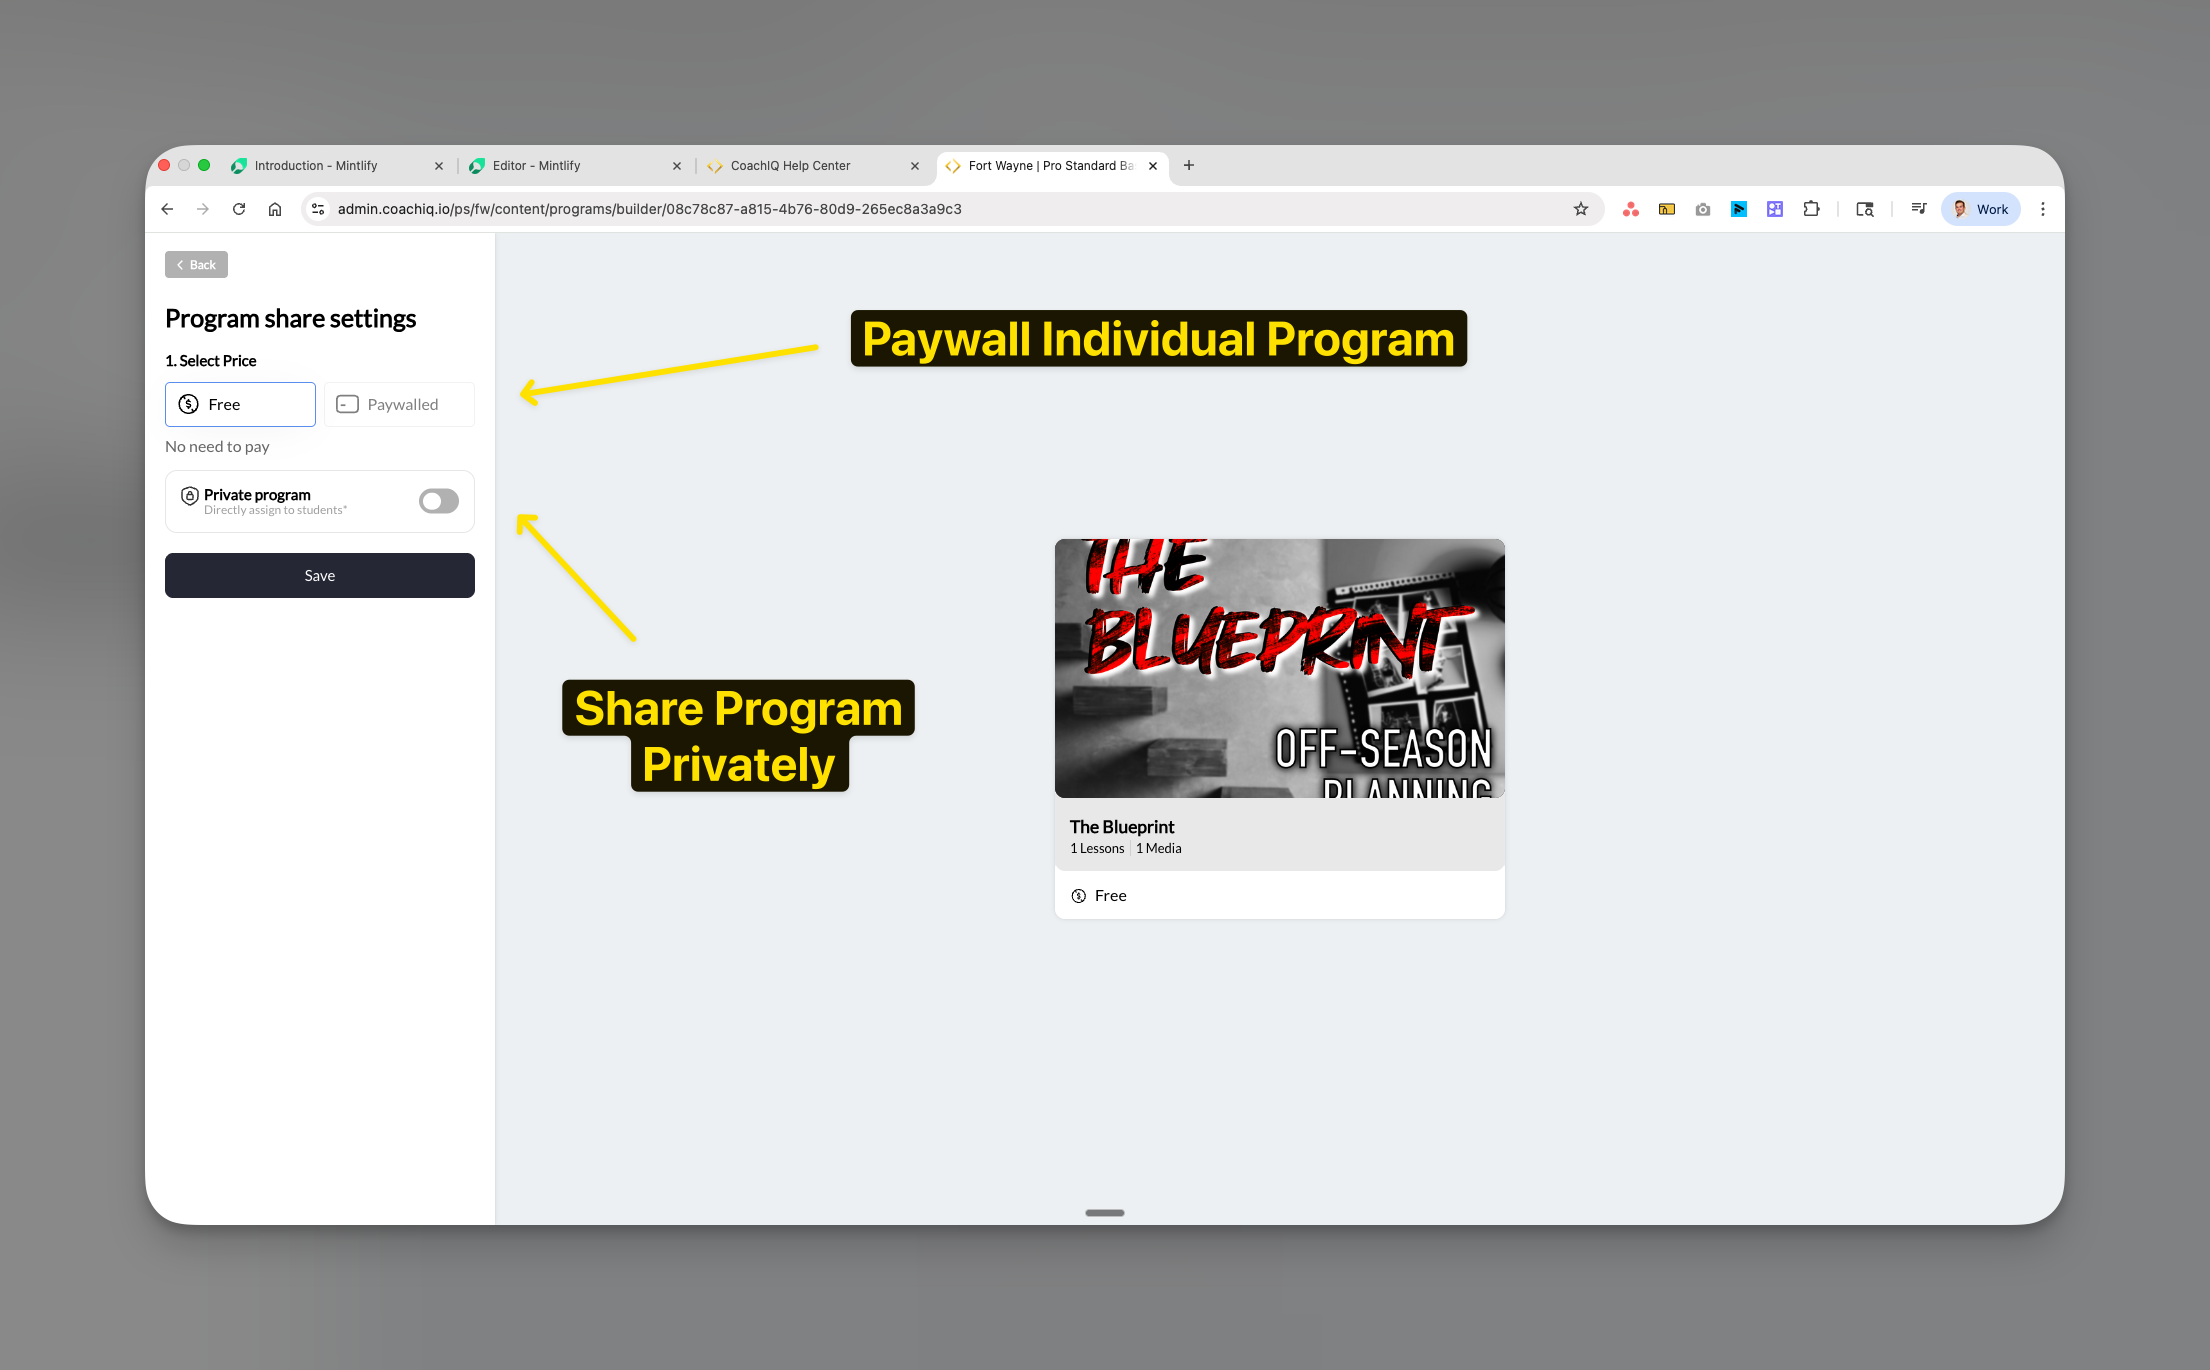 Introduction - Mintlify
Editor - Mintlify
CoachIQ Help Center
Fort Wayne | Pro Standard Ba
admin.coachiq.io/ps/fw/content/programs/builder/08c78c87-a815-4b76-80d9-265ec8a3a9c3
Work
Back
Program share settings
1. Select Price
Free
Paywalled
No need to pay
Private program
Directly assign to students*
Save
Paywall Individual Program
Share Program
Privately
THE
BLUEPRINT
OFF-SEASON
PLANNING
The Blueprint
1 Lessons
1 Media
Free